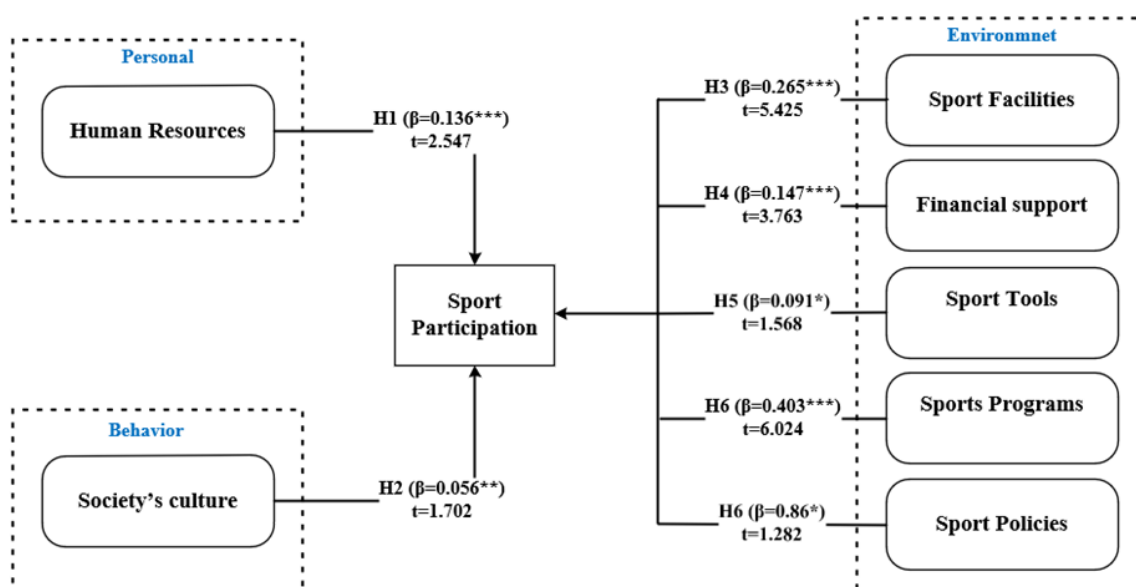 Personal
Human Resources
H1 (β=0.136***)
t=2.547
Behavior
Society's culture
H2 (β=0.056**)
t=1.702
Sport
Participation
Environmnet
H3 (β=0.265***)
t=5.425
Sport Facilities
H4 (β=0.147***)
t=3.763
Financial support
H5 (β=0.091*)
t=1.568
Sport Tools
H6 (β=0.403***)
t=6.024
Sports Programs
H6 (β=0.86*)
t=1.282
Sport Policies